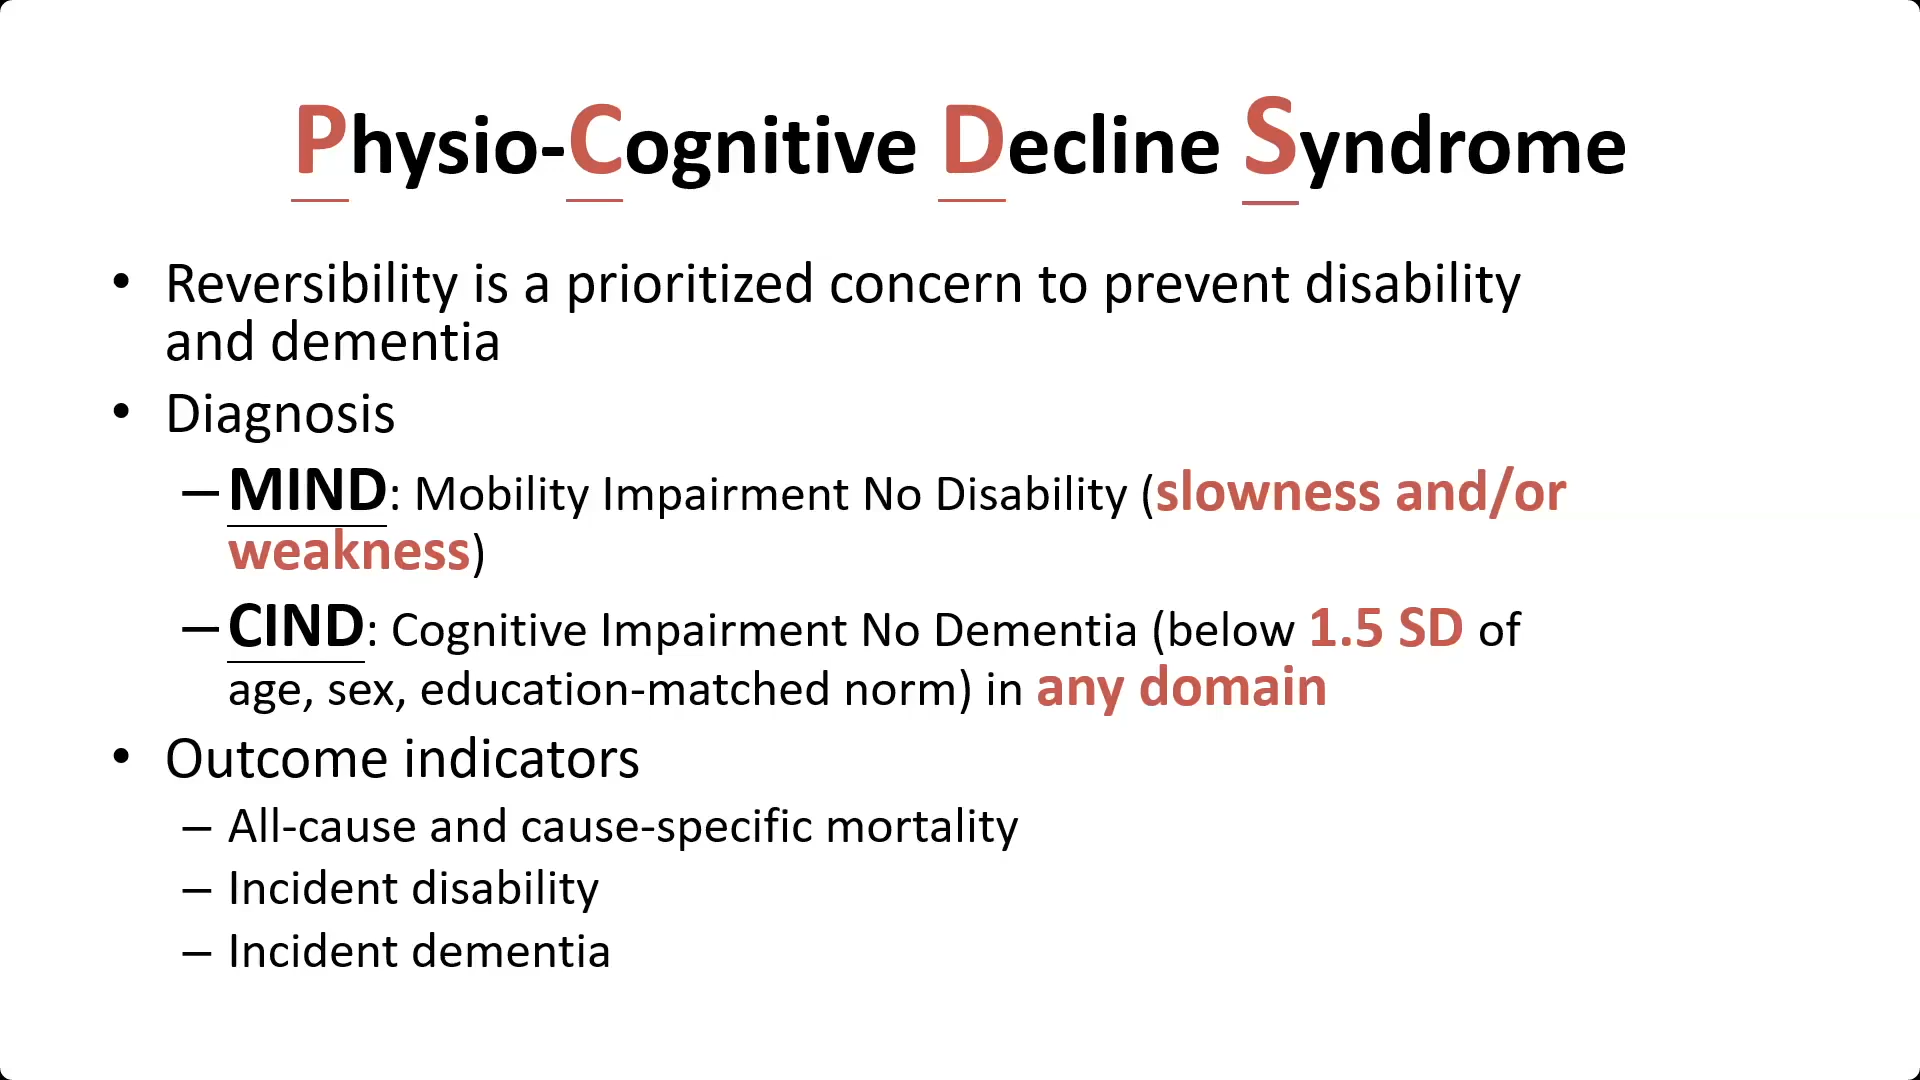 Physio-Cognitive Decline Syndrome
• Reversibility is a prioritized concern to prevent disability
and dementia
• Diagnosis
– MIND: Mobility Impairment No Disability (slowness and/or
weakness)
– CIND: Cognitive Impairment No Dementia (below 1.5 SD of
age, sex, education-matched norm) in any domain
• Outcome indicators
– All-cause and cause-specific mortality
– Incident disability
– Incident dementia